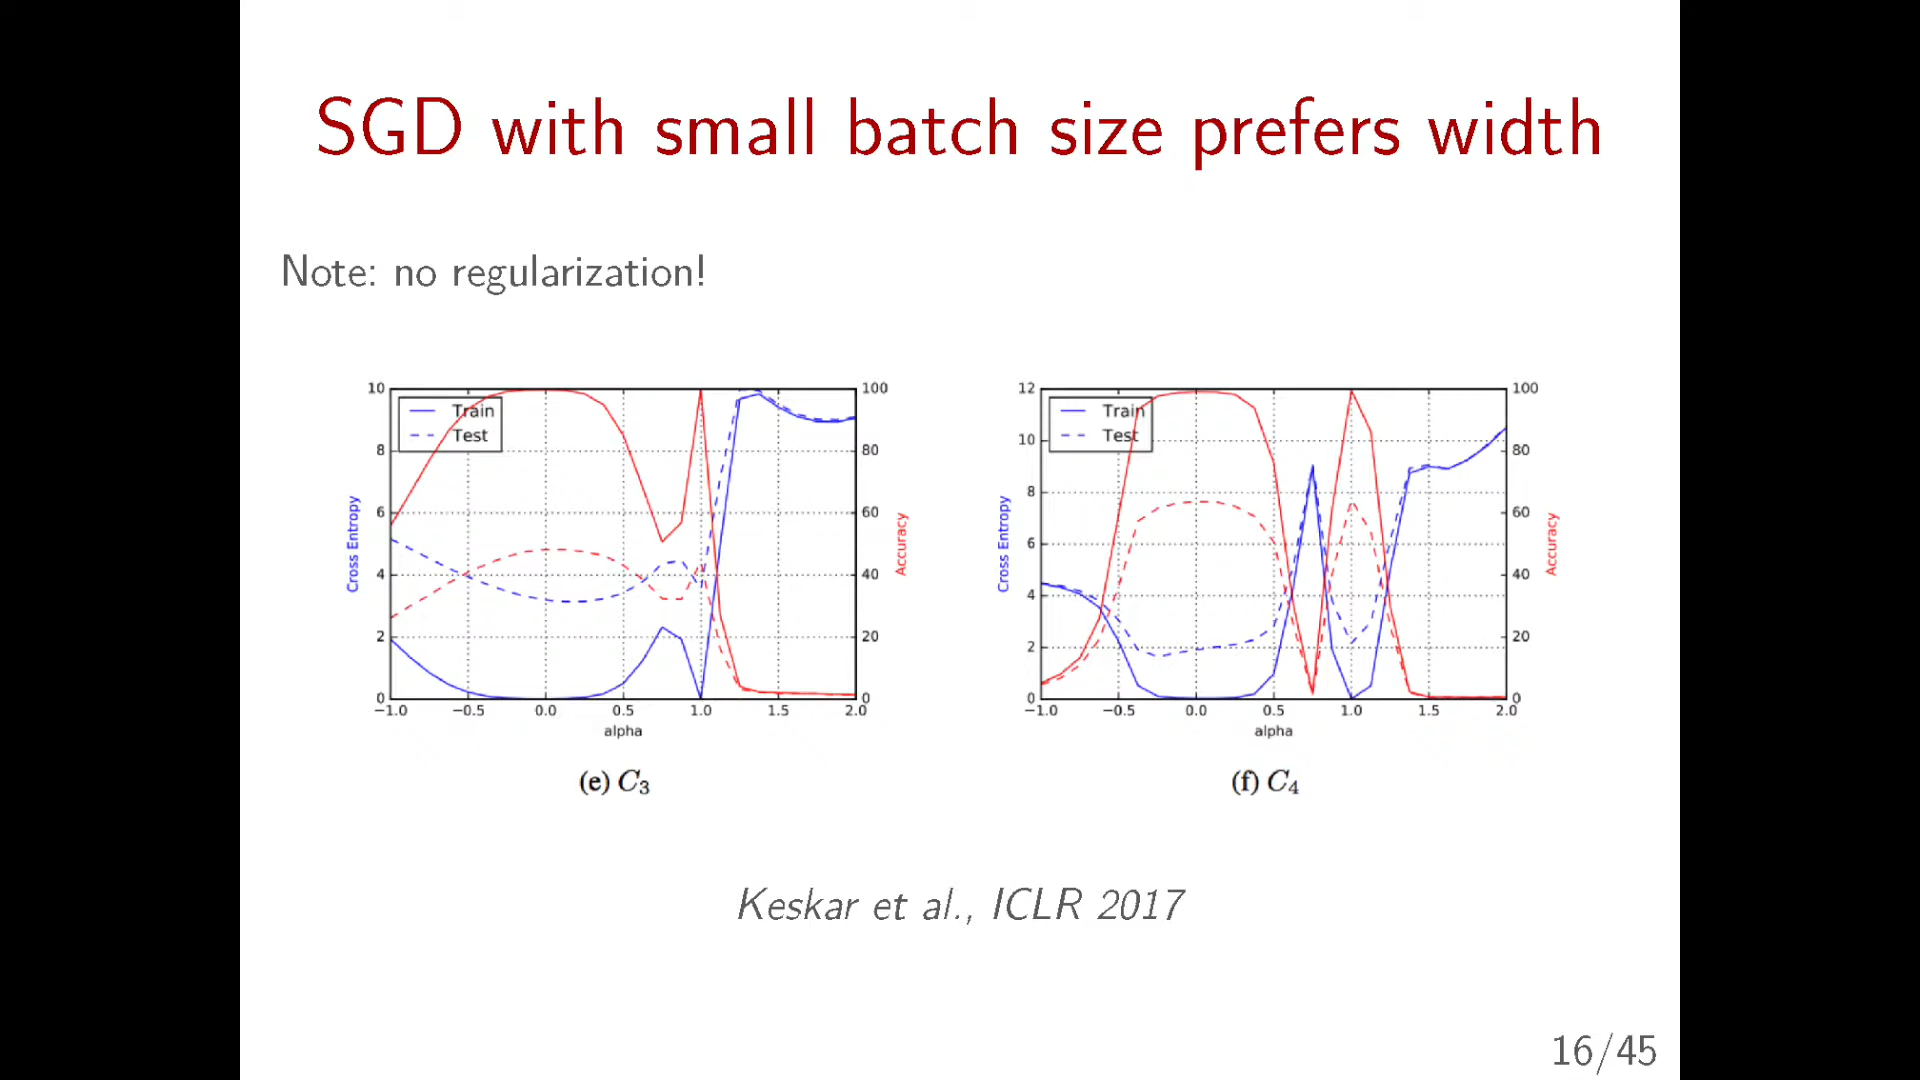 SGD with small batch size prefers width
Note: no regularization!
Train
Test
10
8
6
4
2
0
100
80
60
40
20
0
−1.0 −0.5 0.0 0.5 1.0 1.5 2.0
Cross Entropy
Accuracy
alpha
(e) C3
Train
Test
12
10
8
6
4
2
0
100
80
60
40
20
0
−1.0 −0.5 0.0 0.5 1.0 1.5 2.0
Cross Entropy
Accuracy
alpha
(f) C4
Keskar et al., ICLR 2017
16/45